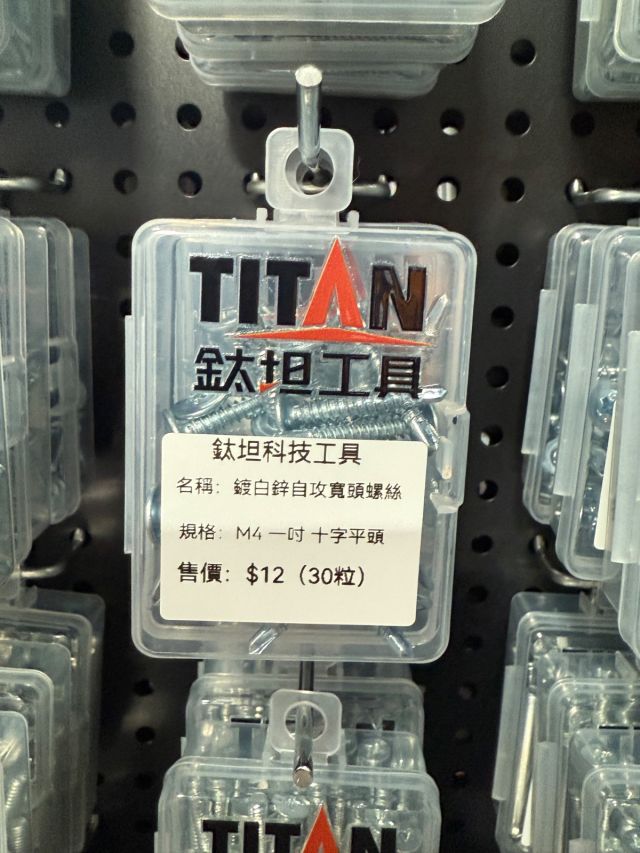 TITAN
鈦坦工具
鈦坦科技工具
名稱：鍍白鋅自攻寬頭螺絲
規格：M4 一吋 十字平頭
售價：$12（30粒）
TITAN